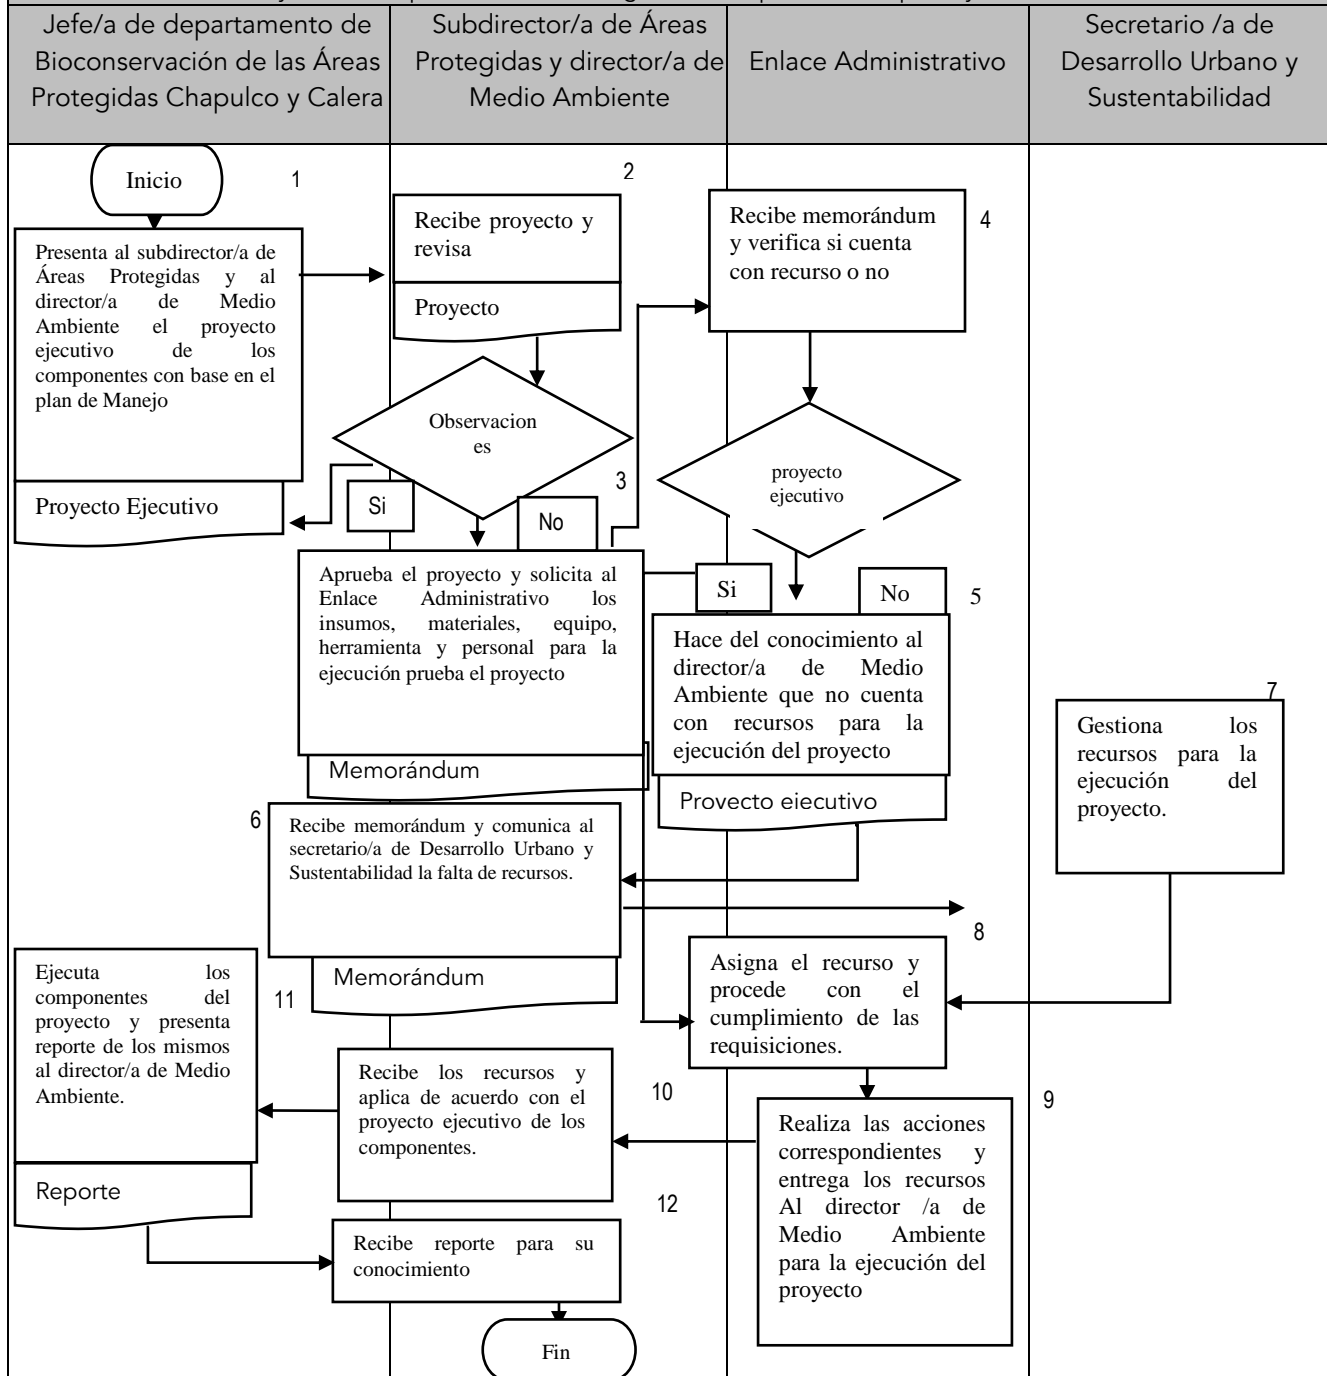 Jefe/a de departamento de
Bioconservación de las Áreas
Protegidas Chapulco y Calera
Subdirector/a de Áreas
Protegidas y director/a de
Medio Ambiente
Enlace Administrativo
Secretario /a de
Desarrollo Urbano y
Sustentabilidad
Inicio
1
Presenta al subdirector/a de
Áreas Protegidas y al
director/a de Medio
Ambiente el proyecto
ejecutivo de los
componentes con base en el
plan de Manejo
Proyecto Ejecutivo
2
Recibe proyecto y
revisa
Proyecto
Observacion
es
Si
No
3
Aprueba el proyecto y solicita al
Enlace Administrativo los
insumos, materiales, equipo,
herramienta y personal para la
ejecución prueba el proyecto
Memorándum
4
Recibe memorándum
y verifica si cuenta
con recurso o no
proyecto
ejecutivo
Si
No
5
Hace del conocimiento al
director/a de Medio
Ambiente que no cuenta
con recursos para la
ejecución del proyecto
Proyecto ejecutivo
6
Recibe memorándum y comunica al
secretario/a de Desarrollo Urbano y
Sustentabilidad la falta de recursos.
Memorándum
7
Gestiona los
recursos para la
ejecución del
proyecto.
8
Asigna el recurso y
procede con el
cumplimiento de las
requisiciones.
9
Realiza las acciones
correspondientes y
entrega los recursos
Al director /a de
Medio Ambiente
para la ejecución del
proyecto
10
Recibe los recursos y
aplica de acuerdo con el
proyecto ejecutivo de los
componentes.
11
Ejecuta los
componentes del
proyecto y presenta
reporte de los mismos
al director/a de Medio
Ambiente.
Reporte
12
Recibe reporte para su
conocimiento
Fin